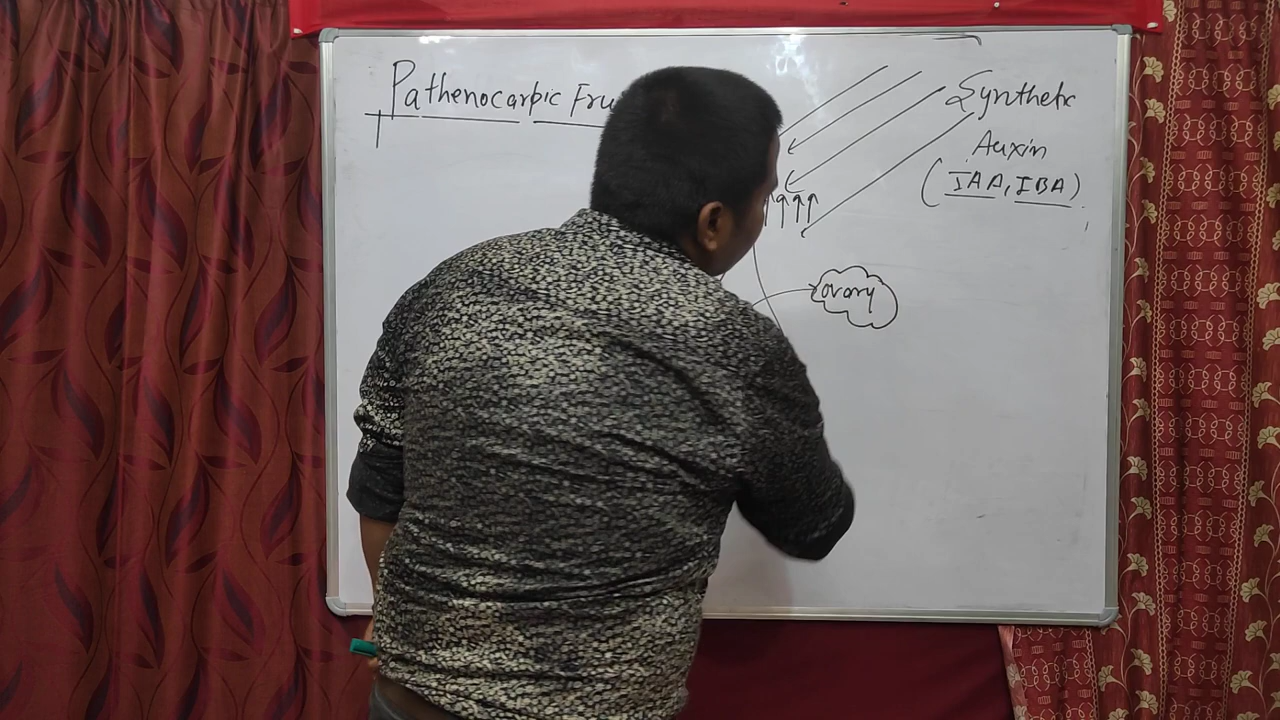 Pathenocarpic Fru
Synthetic
Auxin
(IAA, IBA)
ovary